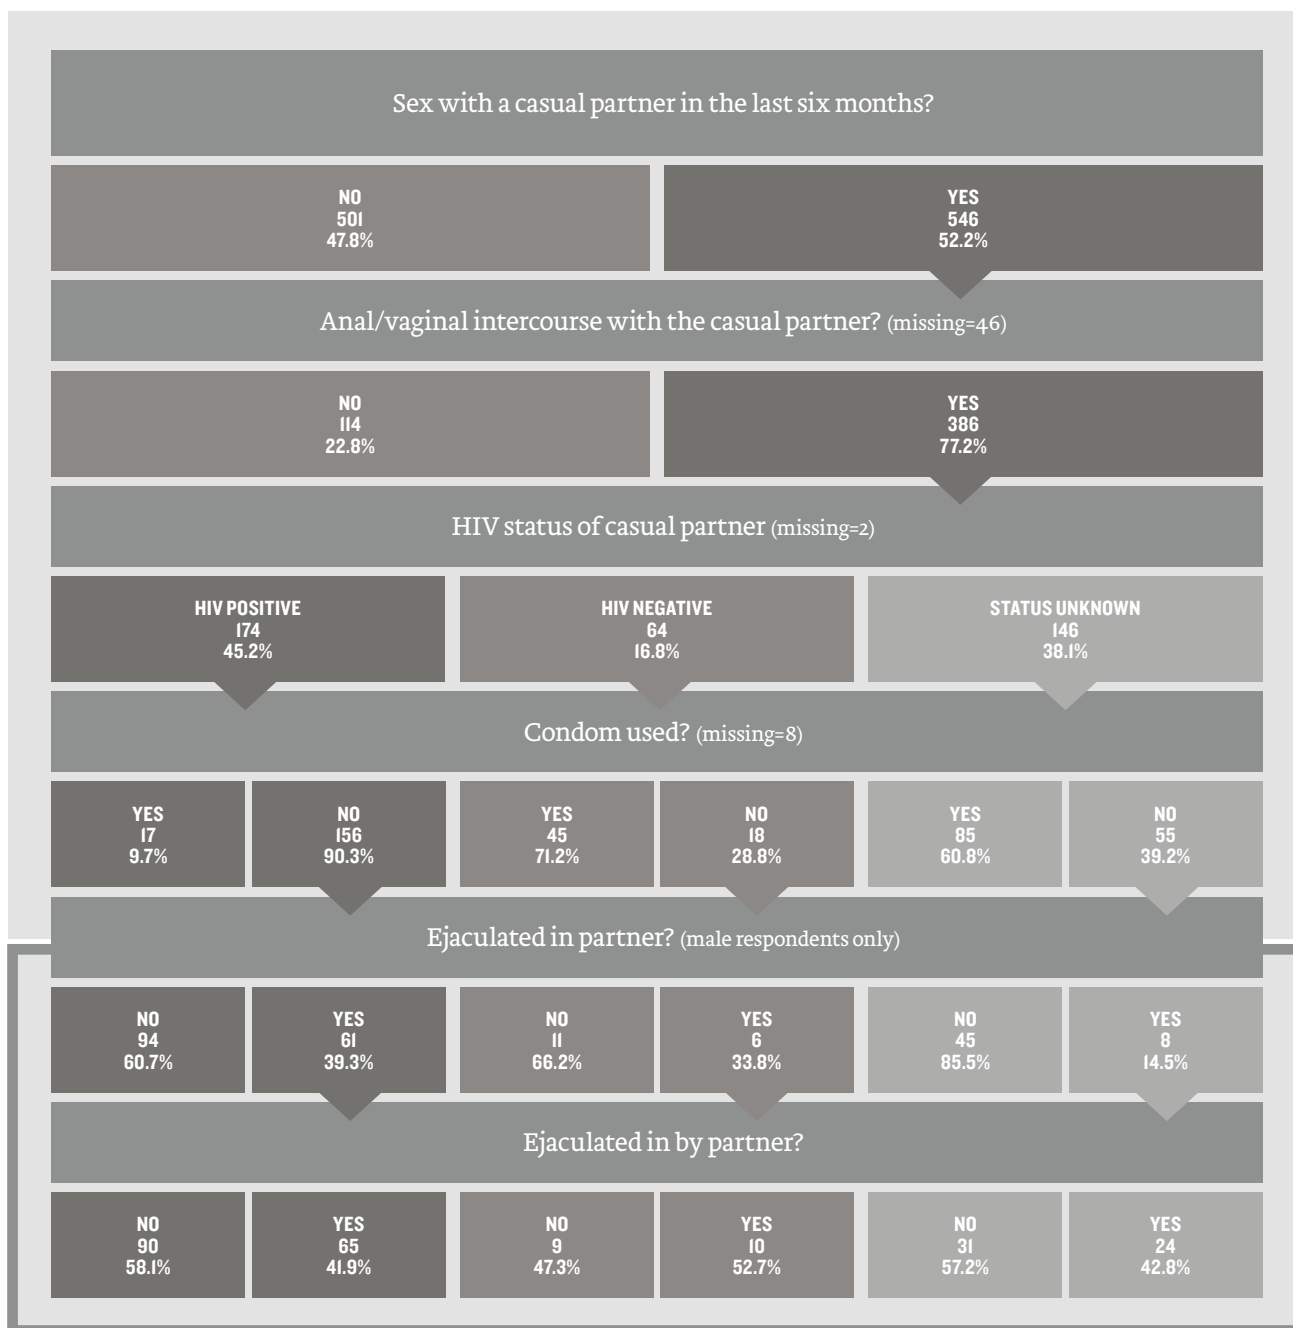 Sex with a casual partner in the last six months?
NO
501
47.8%
YES
546
52.2%
Anal/vaginal intercourse with the casual partner? (missing=46)
NO
114
22.8%
YES
386
77.2%
HIV status of casual partner (missing=2)
HIV POSITIVE
174
45.2%
HIV NEGATIVE
64
16.8%
STATUS UNKNOWN
146
38.1%
Condom used? (missing=8)
YES
17
9.7%
NO
156
90.3%
YES
45
71.2%
NO
18
28.8%
YES
85
60.8%
NO
55
39.2%
Ejaculated in partner? (male respondents only)
NO
94
60.7%
YES
61
39.3%
NO
11
66.2%
YES
6
33.8%
NO
45
85.5%
YES
8
14.5%
Ejaculated in by partner?
NO
90
58.1%
YES
65
41.9%
NO
9
47.3%
YES
10
52.7%
NO
31
57.2%
YES
24
42.8%